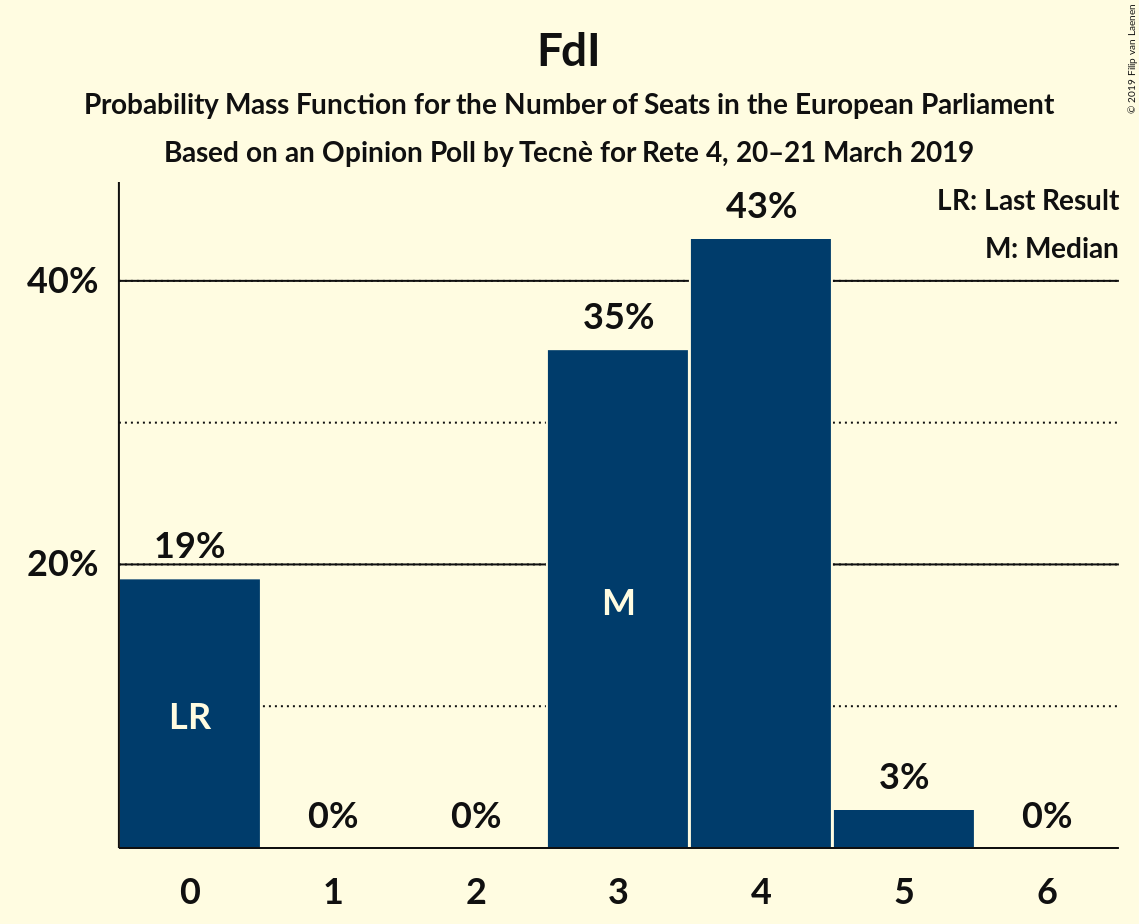 FdI
Probability Mass Function for the Number of Seats in the European Parliament
Based on an Opinion Poll by Tecnè for Rete 4, 20–21 March 2019
© 2019 Filip van Laenen
LR: Last Result
M: Median
40%
20%
19%
0%
0%
35%
43%
3%
0%
LR
M
0 1 2 3 4 5 6